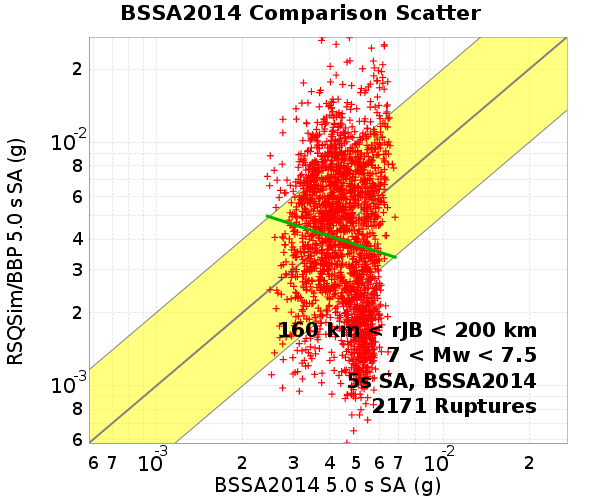 BSSA2014 Comparison Scatter
RSQSim/BBP 5.0 s SA (g)
2
10-2
8
6
4
3
2
10-3
8
6
160 km < rJB < 200 km
7 < Mw < 7.5
5s SA, BSSA2014
2171 Ruptures
6 7 10-3 2 3 4 5 6 7 10-2 2
BSSA2014 5.0 s SA (g)